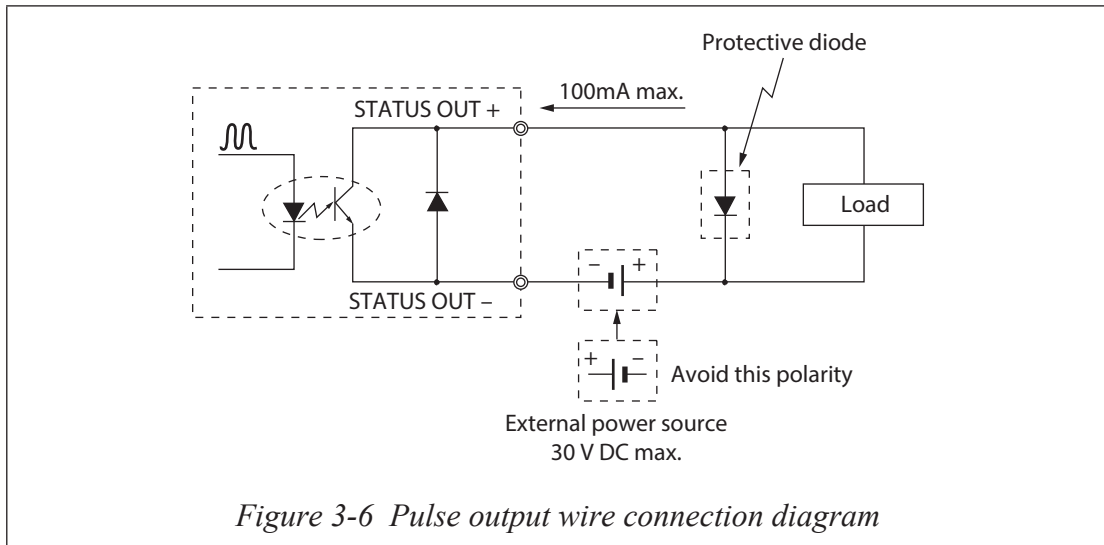 Protective diode
100mA max.
STATUS OUT +
Load
− +
STATUS OUT −
+ −
Avoid this polarity
External power source
30 V DC max.
Figure 3-6 Pulse output wire connection diagram